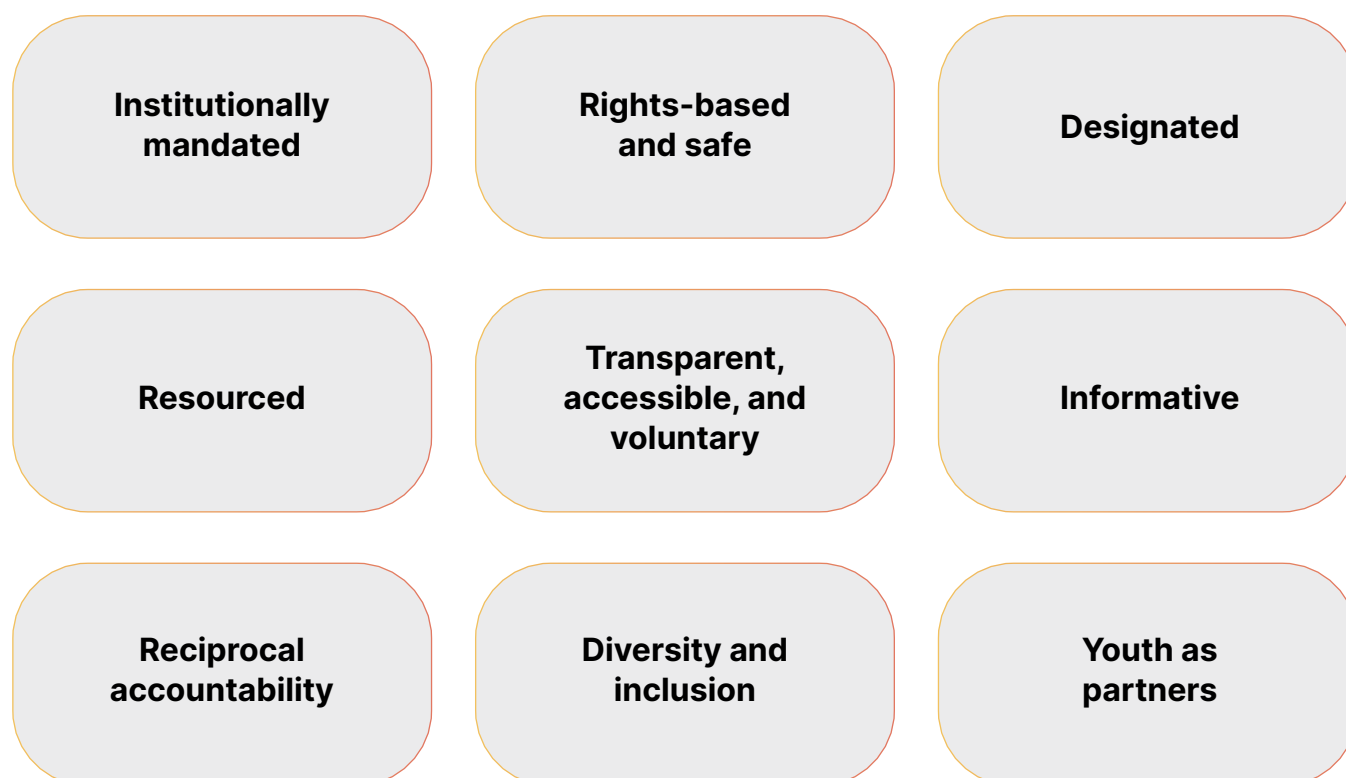 Institutionally
mandated
Rights-based
and safe
Designated
Resourced
Transparent,
accessible, and
voluntary
Informative
Reciprocal
accountability
Diversity and
inclusion
Youth as
partners